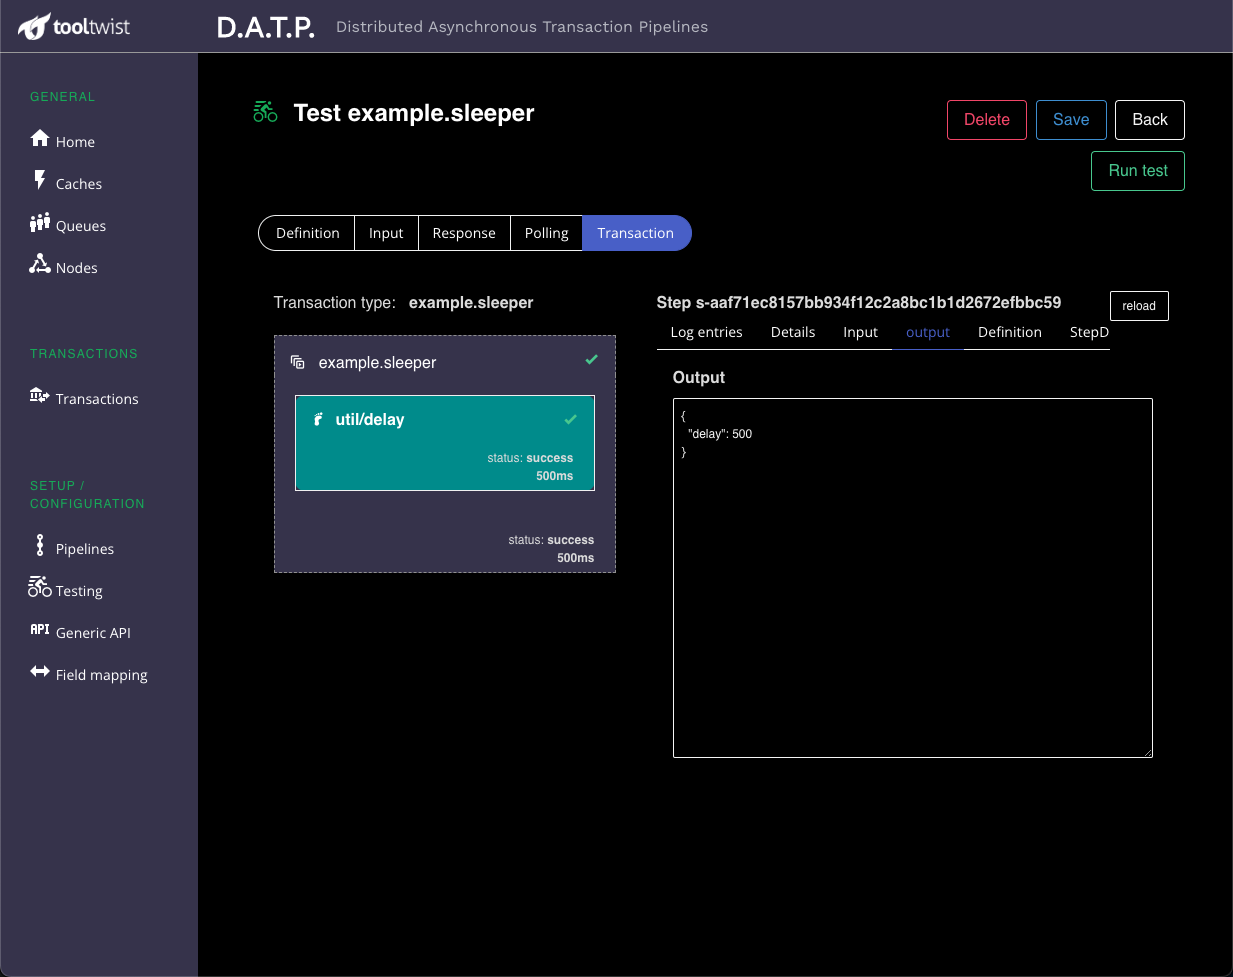 tooltwist
D.A.T.P. Distributed Asynchronous Transaction Pipelines
GENERAL
Home
Caches
Queues
Nodes
TRANSACTIONS
Transactions
SETUP /
CONFIGURATION
Pipelines
Testing
API Generic API
Field mapping
Test example.sleeper
Delete Save Back
Run test
Definition Input Response Polling Transaction
Transaction type: example.sleeper
example.sleeper
util/delay
status: success
500ms
status: success
500ms
Step s-aaf71ec8157bb934f12c2a8bc1b1d2672efbbc59
reload
Log entries Details Input output Definition StepD
Output
{
"delay": 500
}